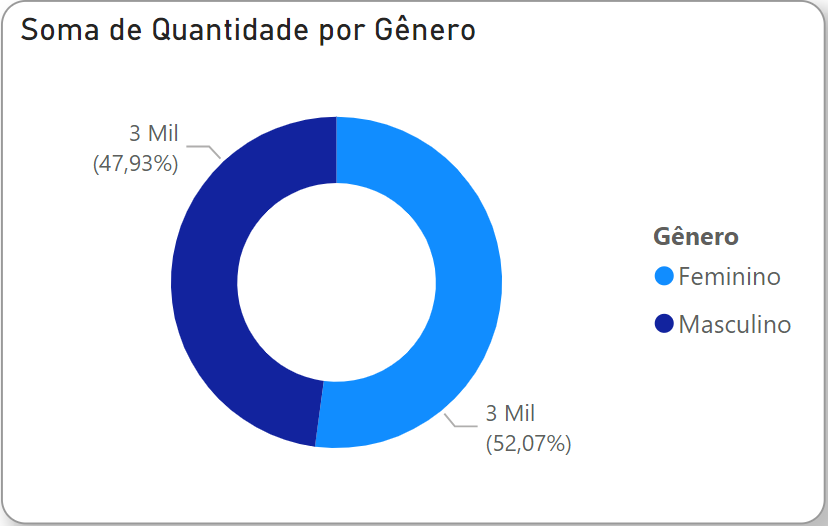 Soma de Quantidade por Gênero
3 Mil
(47,93%)
Gênero
Feminino
Masculino
3 Mil
(52,07%)